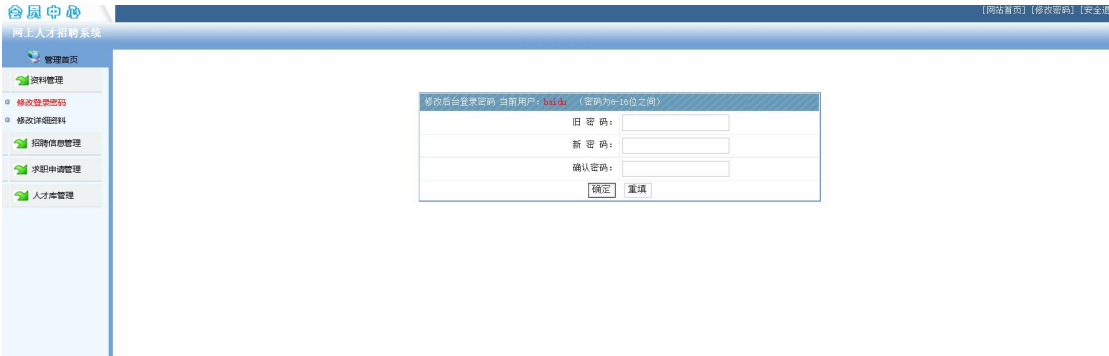 会员中心
[网站首页] [修改密码] [安全退
网上人才招聘系统
管理首页
资料管理
修改登录密码
修改详细资料
招聘信息管理
求职申请管理
人才库管理
修改后台登录密码 当前用户：baidu （密码为6-16位之间）
旧 密 码：
新 密 码：
确认密码：
确定 重填